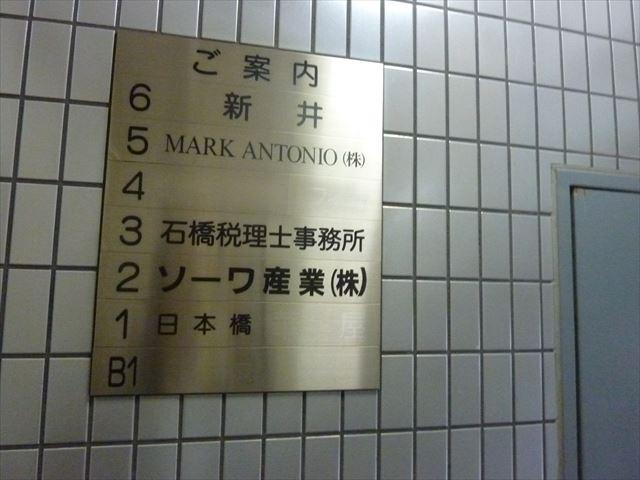 ご案内
6 新井
5 MARK ANTONIO(株)
4
3 石橋税理士事務所
2 ソーワ産業(株)
1 日本橋
B1